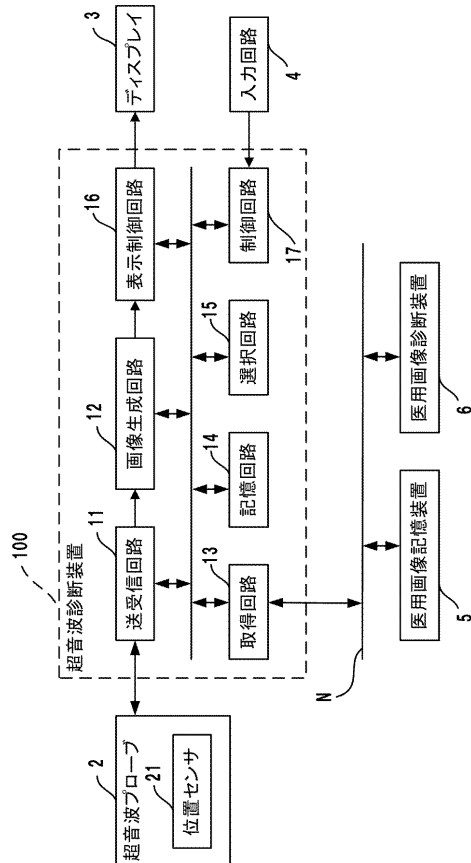 100
超音波診断装置
2
超音波プローブ
21
位置センサ
11
送受信回路
12
画像生成回路
16
表示制御回路
3
ディスプレイ
13
取得回路
14
記憶回路
15
選択回路
17
制御回路
4
入力回路
N
5
医用画像記憶装置
6
医用画像診断装置